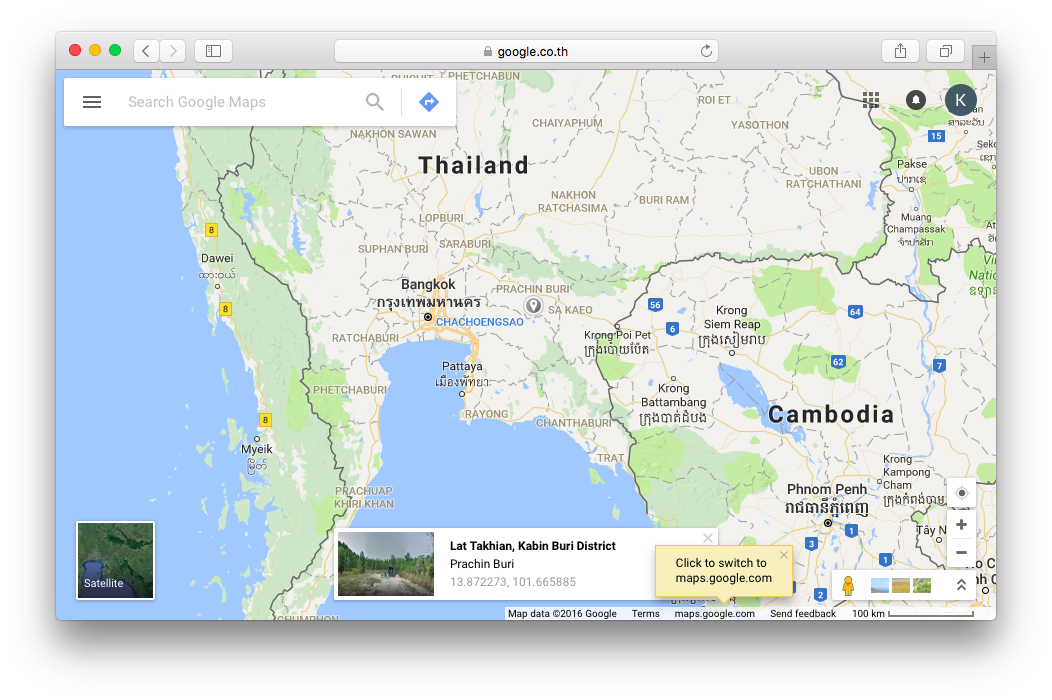 google.co.th
Search Google Maps
PHETCHABUN
ROI ET
15
K
CHAIYAPHUM
YASOTHON
NAKHON SAWAN
Thailand
Pakse
ປາກເຊ
UBON
RATCHATHANI
NAKHON
RATCHASIMA
BURI RAM
LOPBURI
Muang
Champassak
ຈຳປາສັກ
8
SUPHAN BURI
SARABURI
Dawei
ထားဝယ်
Bangkok
กรุงเทพมหานคร
PRACHIN BURI
SA KAEO
CHACHOENGSAO
8
56
64
6
Krong
Siem Reap
ក្រុងសៀមរាប
RATCHABURI
Krong Poi Pet
ក្រុងប៉ោយប៉ែត
62
7
Pattaya
เมืองพัทยา
PHETCHABURI
Krong
Battambang
ក្រុងបាត់ដំបង
RAYONG
CHANTHABURI
Cambodia
8
Myeik
မြိတ်
TRAT
Krong
Kampong
Cham
ក្រុងកំពង់ចាម
PRACHUAP
KHIRI KHAN
Phnom Penh
រាជធានីភ្នំពេញ
1
3
1
2
Satellite
Lat Takhian, Kabin Buri District
Prachin Buri
13.872273, 101.665885
Click to switch to
maps.google.com
CHUMPHON
Map data ©2016 Google Terms maps.google.com Send feedback 100 km